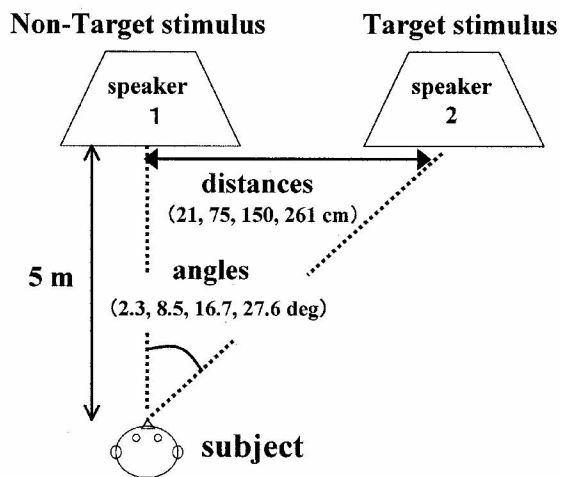 Non-Target stimulus
Target stimulus
speaker
1
speaker
2
distances
(21, 75, 150, 261 cm)
angles
(2.3, 8.5, 16.7, 27.6 deg)
5 m
subject